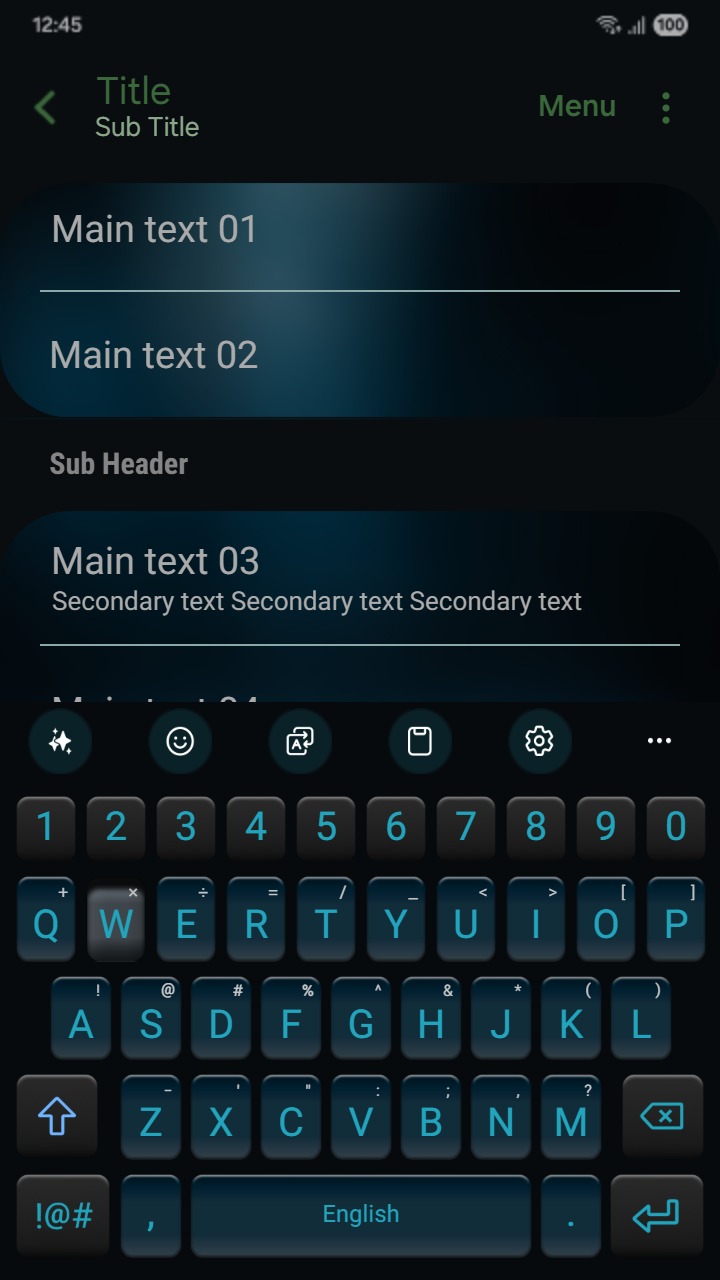 12:45
100
Title
Sub Title
Menu
Main text 01
Main text 02
Sub Header
Main text 03
Secondary text Secondary text Secondary text
1 2 3 4 5 6 7 8 9 0
+ × ÷ = / _ < > [ ]
Q W E R T Y U I O P
! @ # % ^ & * ( )
A S D F G H J K L
- ' " : ; , ?
Z X C V B N M
!@# , English .